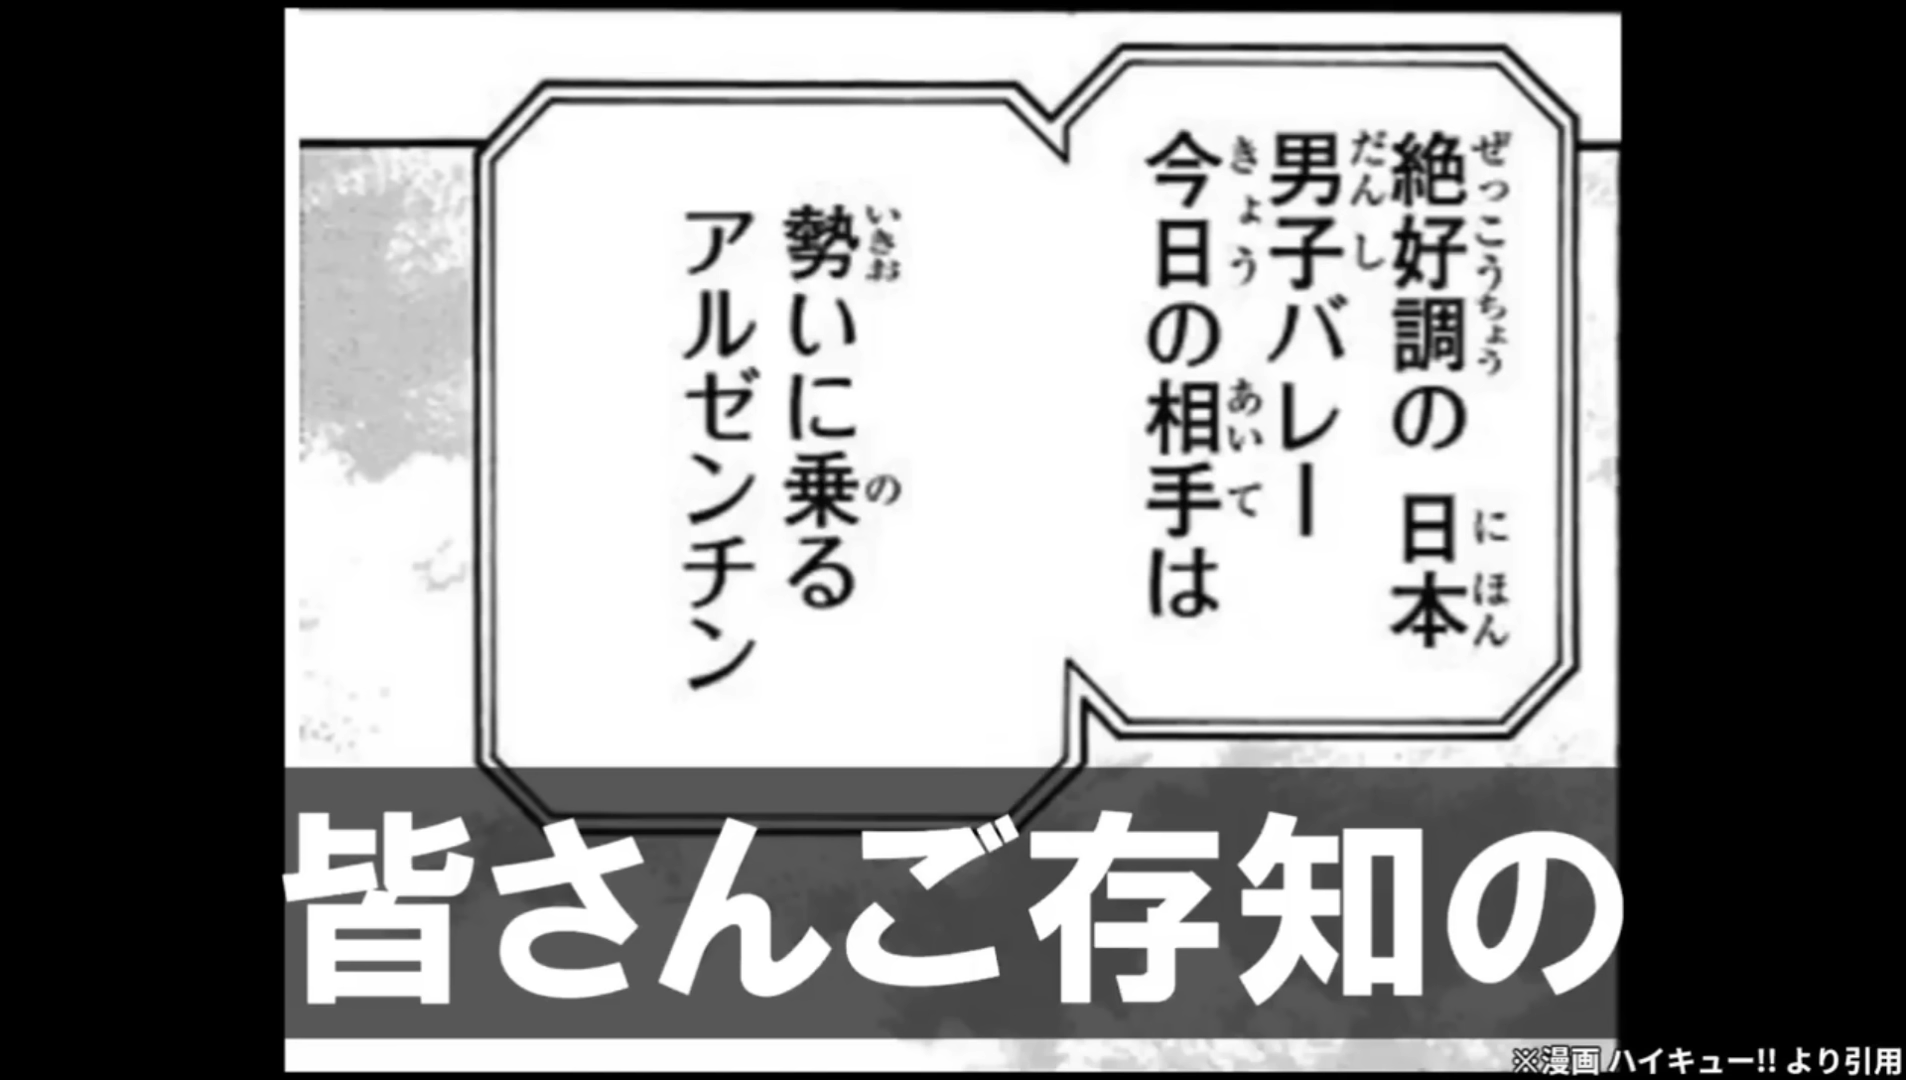 絶好調の 日本
男子バレー
今日の相手は
勢いに乗る
アルゼンチン
皆さんご存知の
※漫画 ハイキュー!! より引用